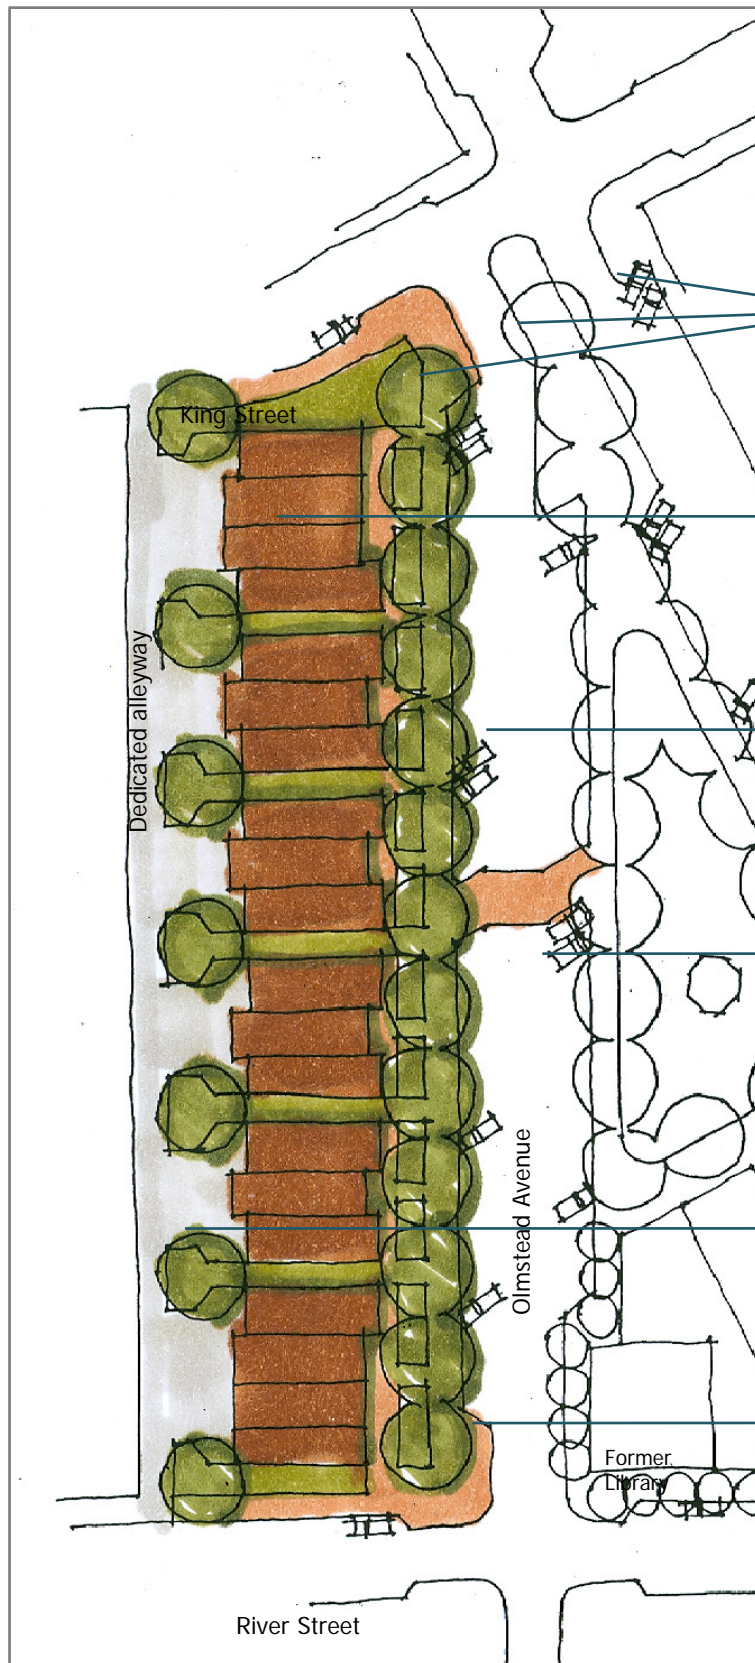 King Street
Dedicated alleyway
Olmstead Avenue
Former
Library
River Street